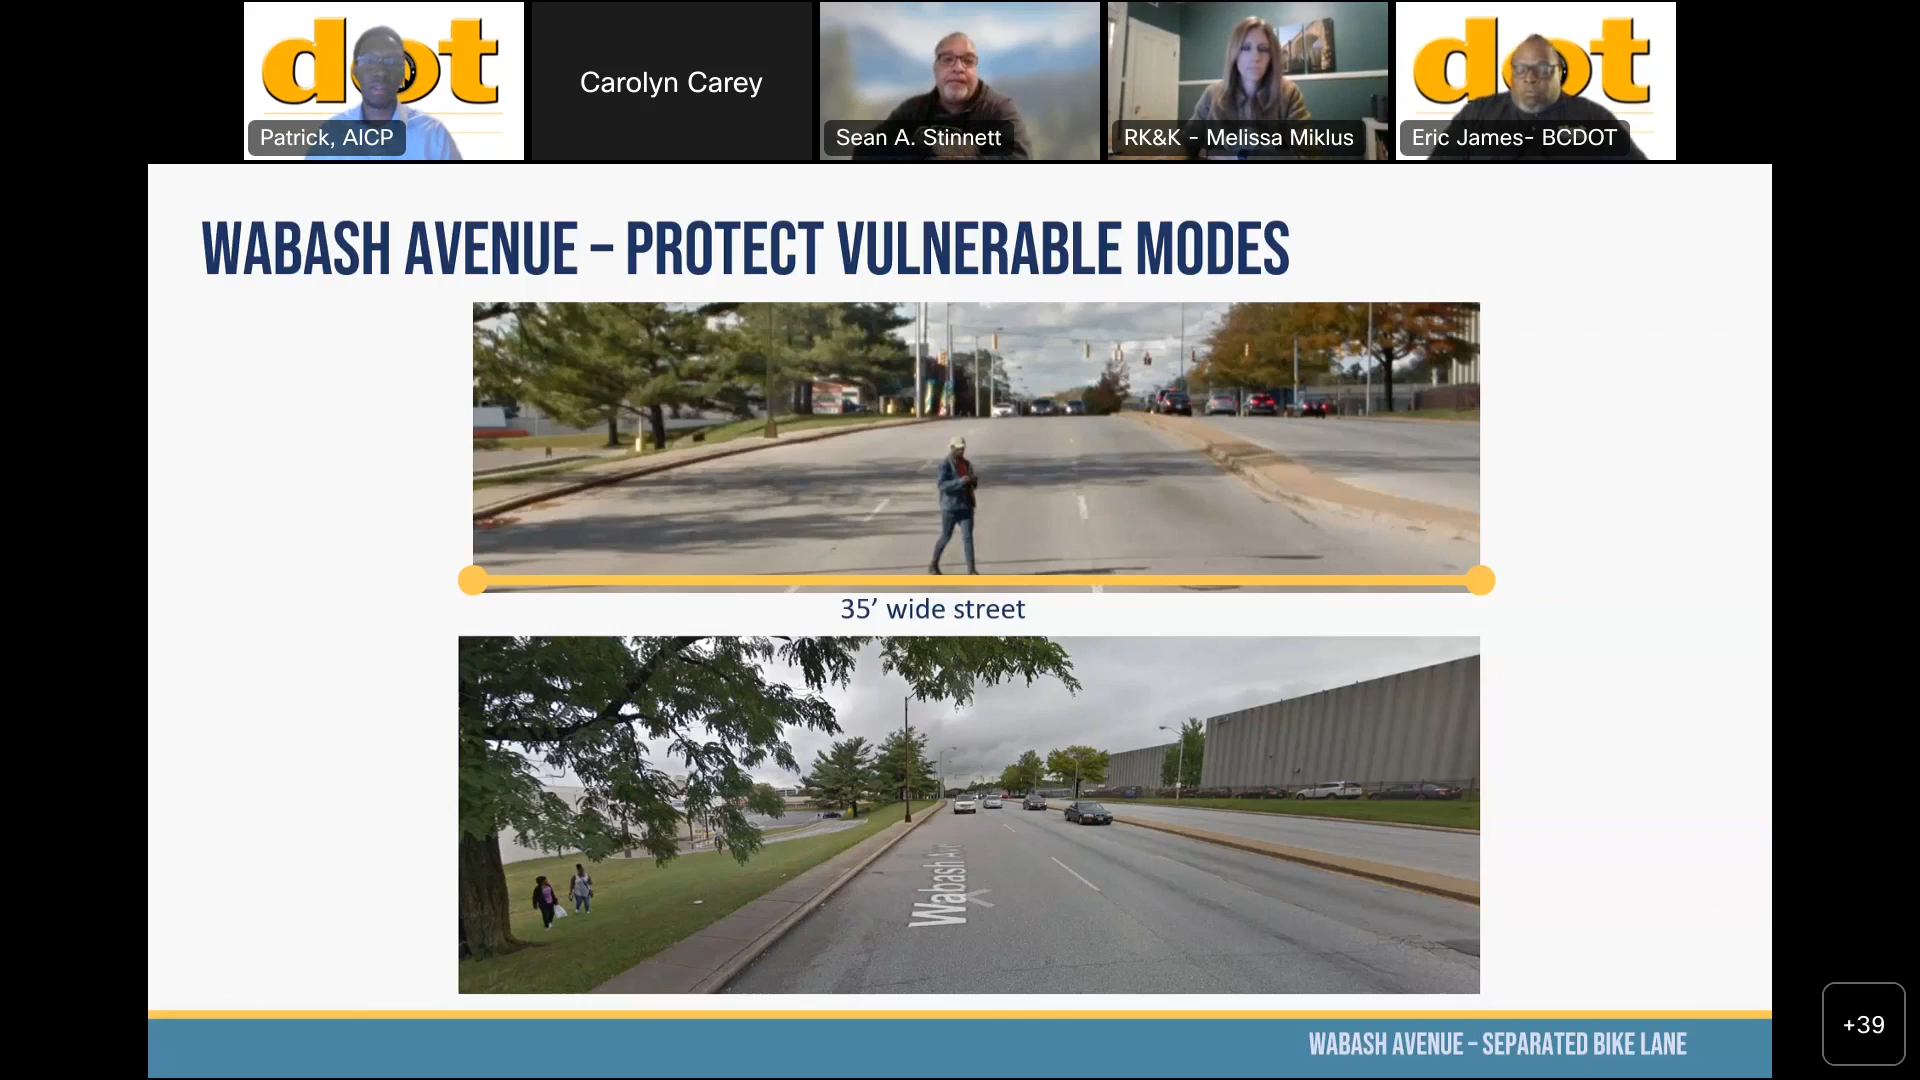 dot
Patrick, AICP
Carolyn Carey
Sean A. Stinnett
RK&K - Melissa Miklus
dot
Eric James- BCDOT
WABASH AVENUE – PROTECT VULNERABLE MODES
35’ wide street
Wabash Ave
WABASH AVENUE – SEPARATED BIKE LANE
+39